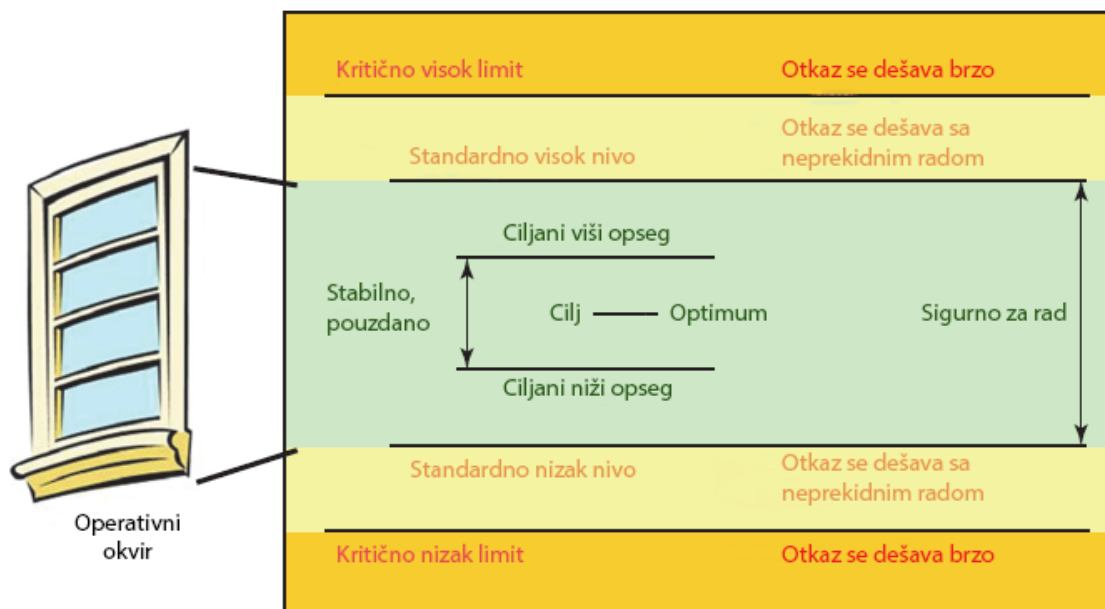 Kritično visok limit
Otkaz se dešava brzo
Standardno visok nivo
Otkaz se dešava sa
neprekidnim radom
Ciljani viši opseg
Stabilno,
pouzdano
Cilj
Optimum
Sigurno za rad
Ciljani niži opseg
Standardno nizak nivo
Otkaz se dešava sa
neprekidnim radom
Operativni
okvir
Kritično nizak limit
Otkaz se dešava brzo